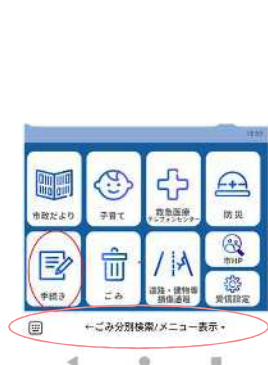 市政だより
子育て
救急医療
テレフォンセンター
防災
手続き
ごみ
道路・建物等
損傷通報
市HP
受信設定
←ごみ分別検索/メニュー表示▾